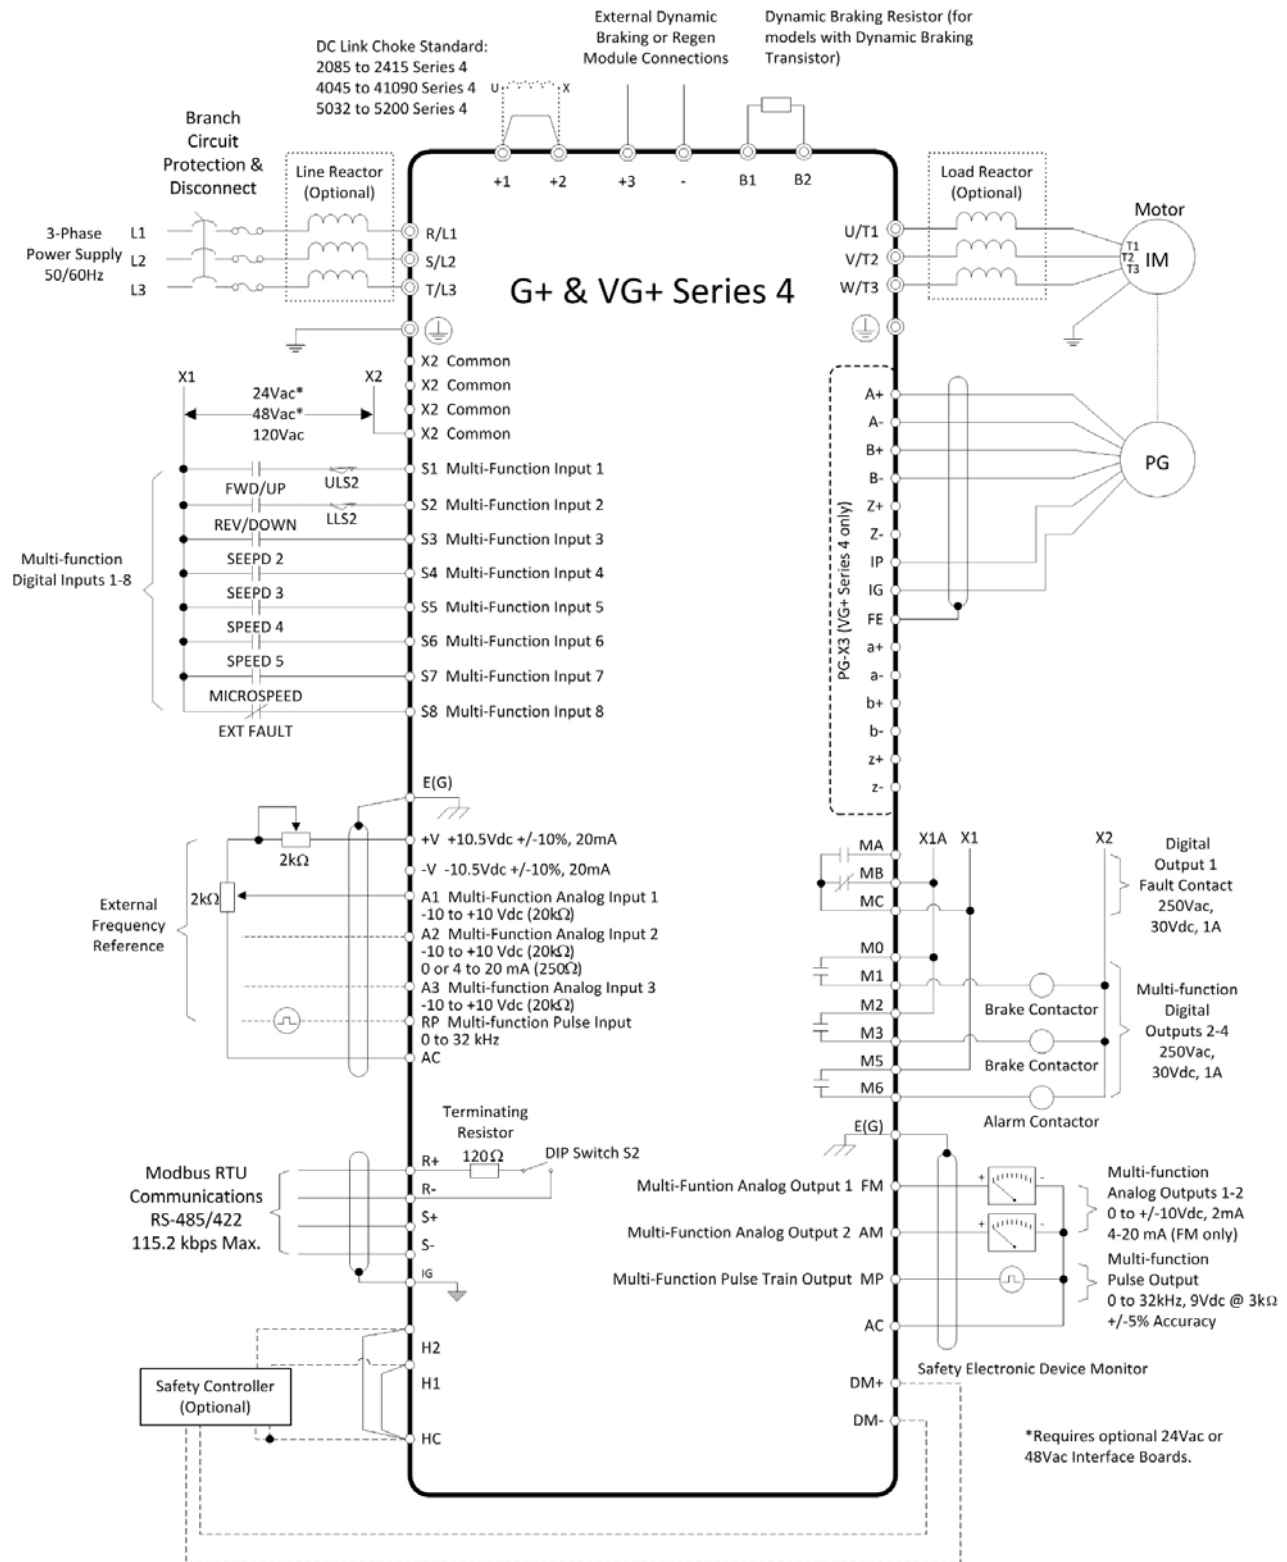 External Dynamic
Braking or Regen
Module Connections
Dynamic Braking Resistor (for
models with Dynamic Braking
Transistor)
DC Link Choke Standard:
2085 to 2415 Series 4
4045 to 41090 Series 4
5032 to 5200 Series 4
U
X
Branch
Circuit
Protection &
Disconnect
Line Reactor
(Optional)
+1
+2
+3
-
B1
B2
Load Reactor
(Optional)
Motor
3-Phase
Power Supply
50/60Hz
L1
L2
L3
R/L1
S/L2
T/L3
G+ & VG+ Series 4
U/T1
V/T2
W/T3
T1
T2
T3
IM
X1
X2
24Vac*
48Vac*
120Vac
X2 Common
X2 Common
X2 Common
X2 Common
S1 Multi-Function Input 1
ULS2
FWD/UP
S2 Multi-Function Input 2
LLS2
REV/DOWN
S3 Multi-Function Input 3
SEEPD 2
S4 Multi-Function Input 4
SEEPD 3
S5 Multi-Function Input 5
SPEED 4
S6 Multi-Function Input 6
SPEED 5
S7 Multi-Function Input 7
MICROSPEED
S8 Multi-Function Input 8
EXT FAULT
Multi-function
Digital Inputs 1-8
PG-X3 (VG+ Series 4 only)
A+
A-
B+
B-
Z+
Z-
IP
IG
FE
a+
a-
b+
b-
z+
z-
PG
E(G)
+V +10.5Vdc +/-10%, 20mA
2kΩ
-V -10.5Vdc +/-10%, 20mA
2kΩ
A1 Multi-Function Analog Input 1
-10 to +10 Vdc (20kΩ)
A2 Multi-Function Analog Input 2
-10 to +10 Vdc (20kΩ)
0 or 4 to 20 mA (250Ω)
A3 Multi-function Analog Input 3
-10 to +10 Vdc (20kΩ)
RP Multi-function Pulse Input
0 to 32 kHz
AC
External
Frequency
Reference
MA
MB
MC
X1A
X1
X2
Digital
Output 1
Fault Contact
250Vac,
30Vdc, 1A
M0
M1
M2
M3
M5
M6
Brake Contactor
Brake Contactor
Alarm Contactor
Multi-function
Digital
Outputs 2-4
250Vac,
30Vdc, 1A
Terminating
Resistor
120Ω
DIP Switch S2
R+
R-
S+
S-
IG
Modbus RTU
Communications
RS-485/422
115.2 kbps Max.
E(G)
Multi-Funtion Analog Output 1 FM
+
-
Multi-Function Analog Output 2 AM
+
-
Multi-Function Pulse Train Output MP
AC
Multi-function
Analog Outputs 1-2
0 to +/-10Vdc, 2mA
4-20 mA (FM only)
Multi-function
Pulse Output
0 to 32kHz, 9Vdc @ 3kΩ
+/-5% Accuracy
H2
H1
HC
Safety Controller
(Optional)
Safety Electronic Device Monitor
DM+
DM-
*Requires optional 24Vac or
48Vac Interface Boards.